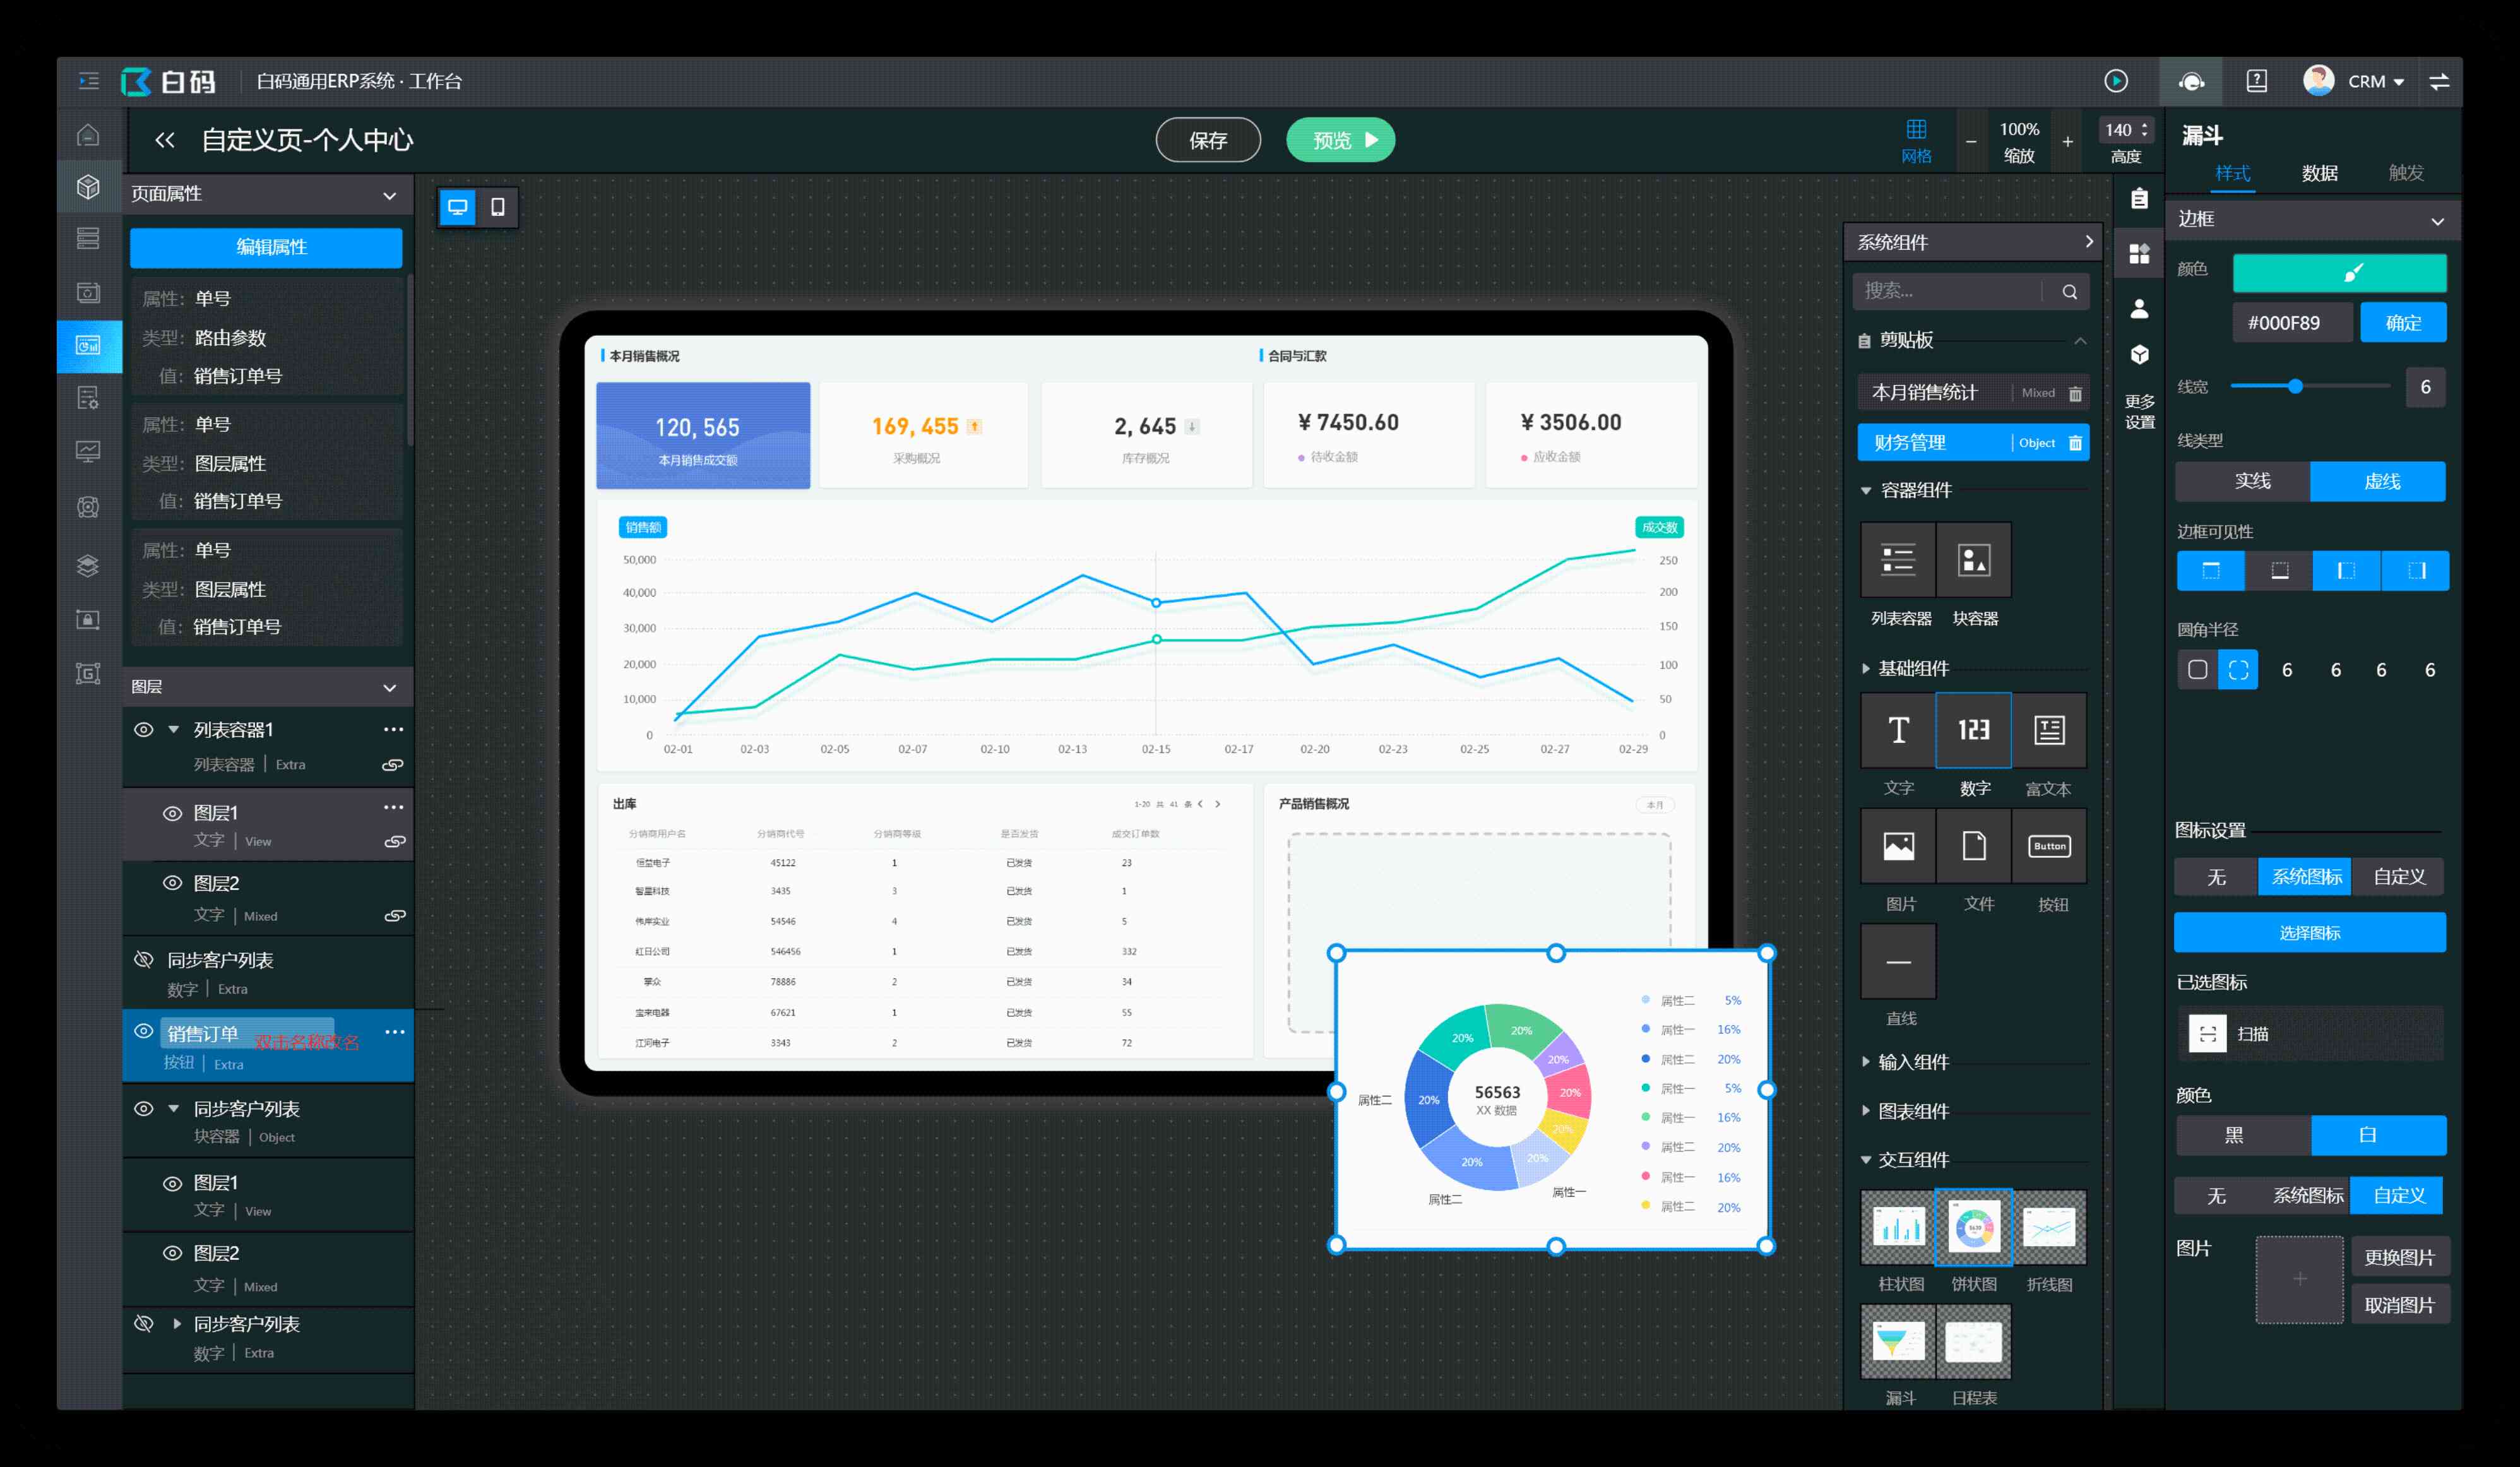 白码
白码通用ERP系统 · 工作台
CRM
自定义页-个人中心
保存
预览
网格
− 100% +
缩放
140
高度
页面属性
编辑属性
属性: 单号
类型: 路由参数
值: 销售订单号
属性: 单号
类型: 图层属性
值: 销售订单号
属性: 单号
类型: 图层属性
值: 销售订单号
图层
列表容器1
列表容器 | Extra
图层1
文字 | View
图层2
文字 | Mixed
同步客户列表
数字 | Extra
销售订单
双击名称改名
按钮 | Extra
同步客户列表
块容器 | Object
图层1
文字 | View
图层2
文字 | Mixed
同步客户列表
数字 | Extra
本月销售概况
合同与汇款
120,565
本月销售成交额
169,455
采购概况
2,645
库存概况
¥ 7450.60
待收金额
¥ 3506.00
应收金额
销售额
成交数
50,000 250
40,000 200
30,000 150
20,000 100
10,000 50
0 0
02-01 02-03 02-05 02-07 02-10 02-13 02-15 02-17 02-20 02-23 02-25 02-27 02-29
出库
1-20 共 41 条
分销商用户名 分销商代号 分销商等级 是否发货 成交订单数
恒益电子 45122 1 已发货 23
智星科技 3435 3 已发货 1
伟岸实业 54546 4 已发货 5
红日公司 546456 1 已发货 332
掌众 78886 2 已发货 34
宝来电器 67621 1 已发货 55
江河电子 3343 2 已发货 72
产品销售概况
本月
20%
20%
20%
20%
20%
20%
20%
20%
56563
XX 数据
属性二
属性二
属性一
属性二 5%
属性一 16%
属性二 20%
属性一 5%
属性一 16%
属性二 20%
属性一 16%
属性二 20%
系统组件
搜索...
剪贴板
本月销售统计 | Mixed
财务管理 | Object
容器组件
列表容器 块容器
基础组件
T 123 T
文字 数字 富文本
Button
图片 文件 按钮
直线
输入组件
图表组件
交互组件
柱状图 饼状图 折线图
漏斗 日程表
更多
设置
漏斗
样式 数据 触发
边框
颜色
#000F89 确定
线宽 6
线类型
实线 虚线
边框可见性
圆角半径
6 6 6 6
图标设置
无 系统图标 自定义
选择图标
已选图标
扫描
颜色
黑 白
无 系统图标 自定义
图片
更换图片
取消图片